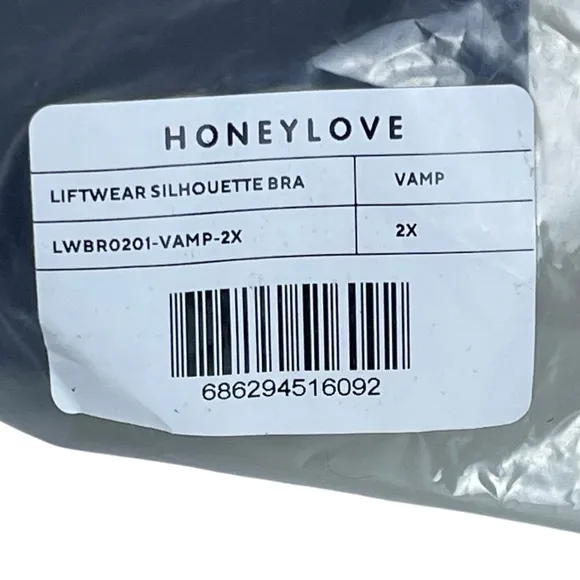 HONEYLOVE
LIFTWEAR SILHOUETTE BRA VAMP
LWBR0201-VAMP-2X 2X
686294516092